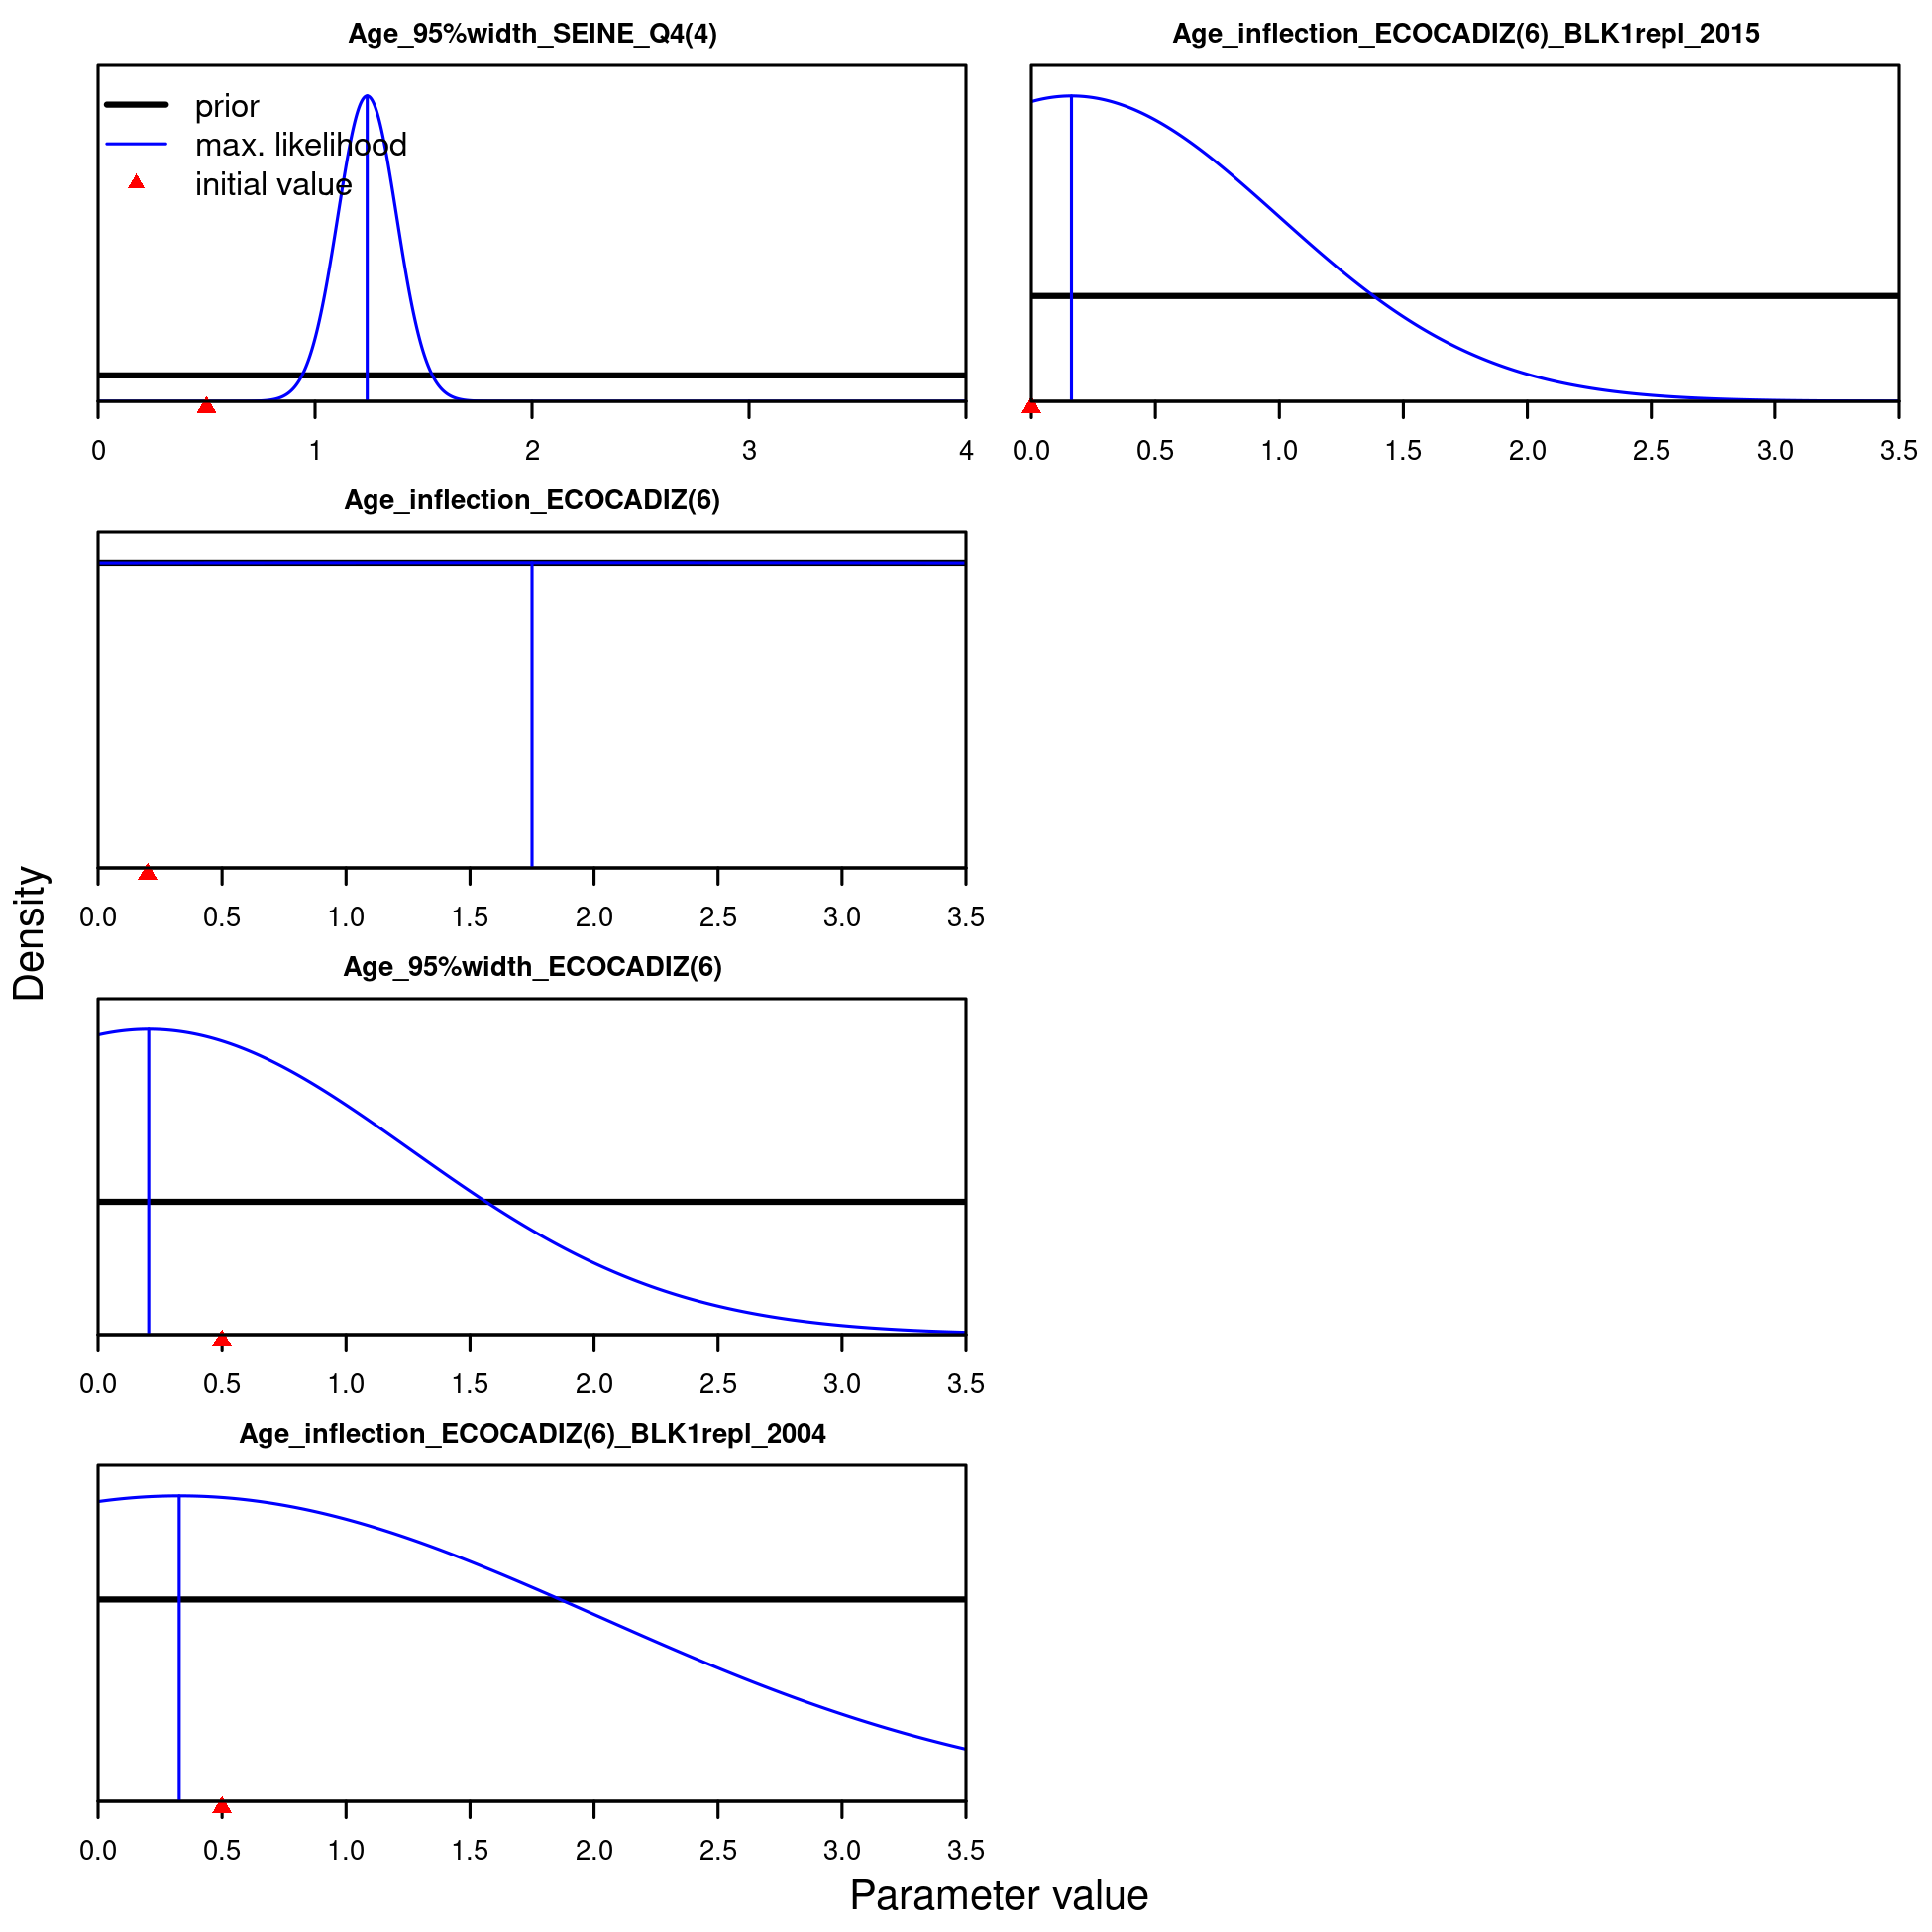 Age_95%width_SEINE_Q4(4)
prior
max. likelihood
initial value
0 1 2 3 4
Age_inflection_ECOCADIZ(6)_BLK1repl_2015
0.0 0.5 1.0 1.5 2.0 2.5 3.0 3.5
Age_inflection_ECOCADIZ(6)
0.0 0.5 1.0 1.5 2.0 2.5 3.0 3.5
Density
Age_95%width_ECOCADIZ(6)
0.0 0.5 1.0 1.5 2.0 2.5 3.0 3.5
Age_inflection_ECOCADIZ(6)_BLK1repl_2004
0.0 0.5 1.0 1.5 2.0 2.5 3.0 3.5
Parameter value